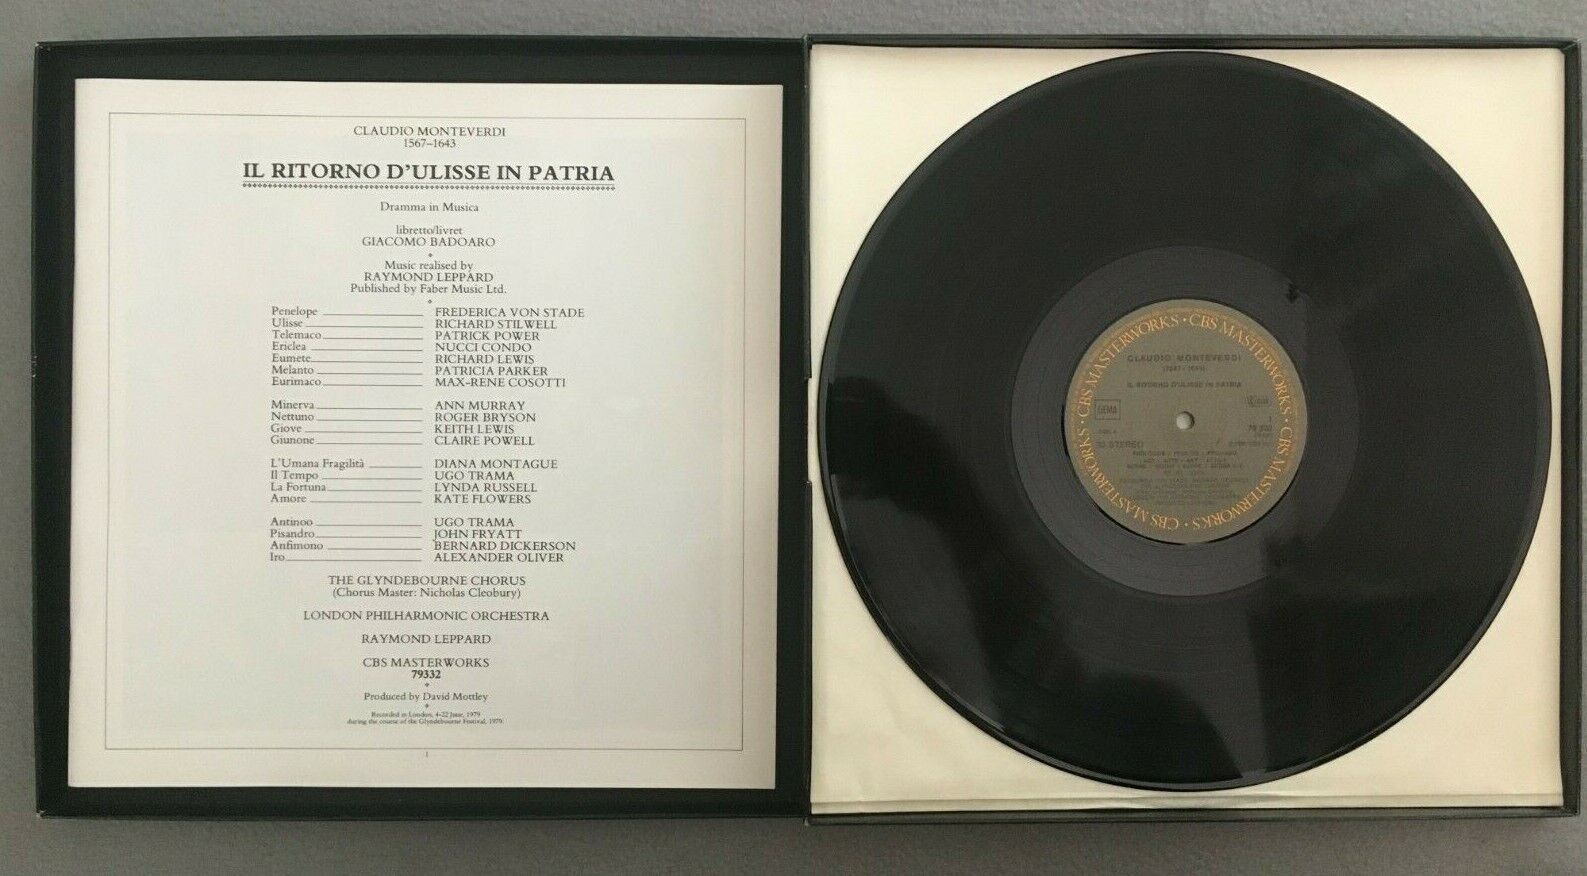 CLAUDIO MONTEVERDI
1567–1643
IL RITORNO D'ULISSE IN PATRIA
Dramma in Musica
libretto/livret
GIACOMO BADOARO
Music realised by
RAYMOND LEPPARD
Published by Faber Music Ltd.
Penelope FREDERICA VON STADE
Ulisse RICHARD STILWELL
Telemaco PATRICK POWER
Ericlea NUCCI CONDO
Eumete RICHARD LEWIS
Melanto PATRICIA PARKER
Eurimaco MAX-RENE COSOTTI
Minerva ANN MURRAY
Nettuno ROGER BRYSON
Giove KEITH LEWIS
Giunone CLAIRE POWELL
L'Umana Fragilità DIANA MONTAGUE
Il Tempo UGO TRAMA
La Fortuna LYNDA RUSSELL
Amore KATE FLOWERS
Antinoo UGO TRAMA
Pisandro JOHN FRYATT
Anfimono BERNARD DICKERSON
Iro ALEXANDER OLIVER
THE GLYNDEBOURNE CHORUS
(Chorus Master: Nicholas Cleobury)
LONDON PHILHARMONIC ORCHESTRA
RAYMOND LEPPARD
CBS MASTERWORKS
79332
Produced by David Mottley
Recorded in London, 4-22 June, 1979
during the course of the Glyndebourne Festival, 1979.
1
CBS MASTERWORKS · CBS MASTERWORKS · CBS MASTERWORKS · CBS MASTERWORKS ·
CLAUDIO MONTEVERDI
(1567 - 1643)
IL RITORNO D'ULISSE IN PATRIA
GEMA
STEREO